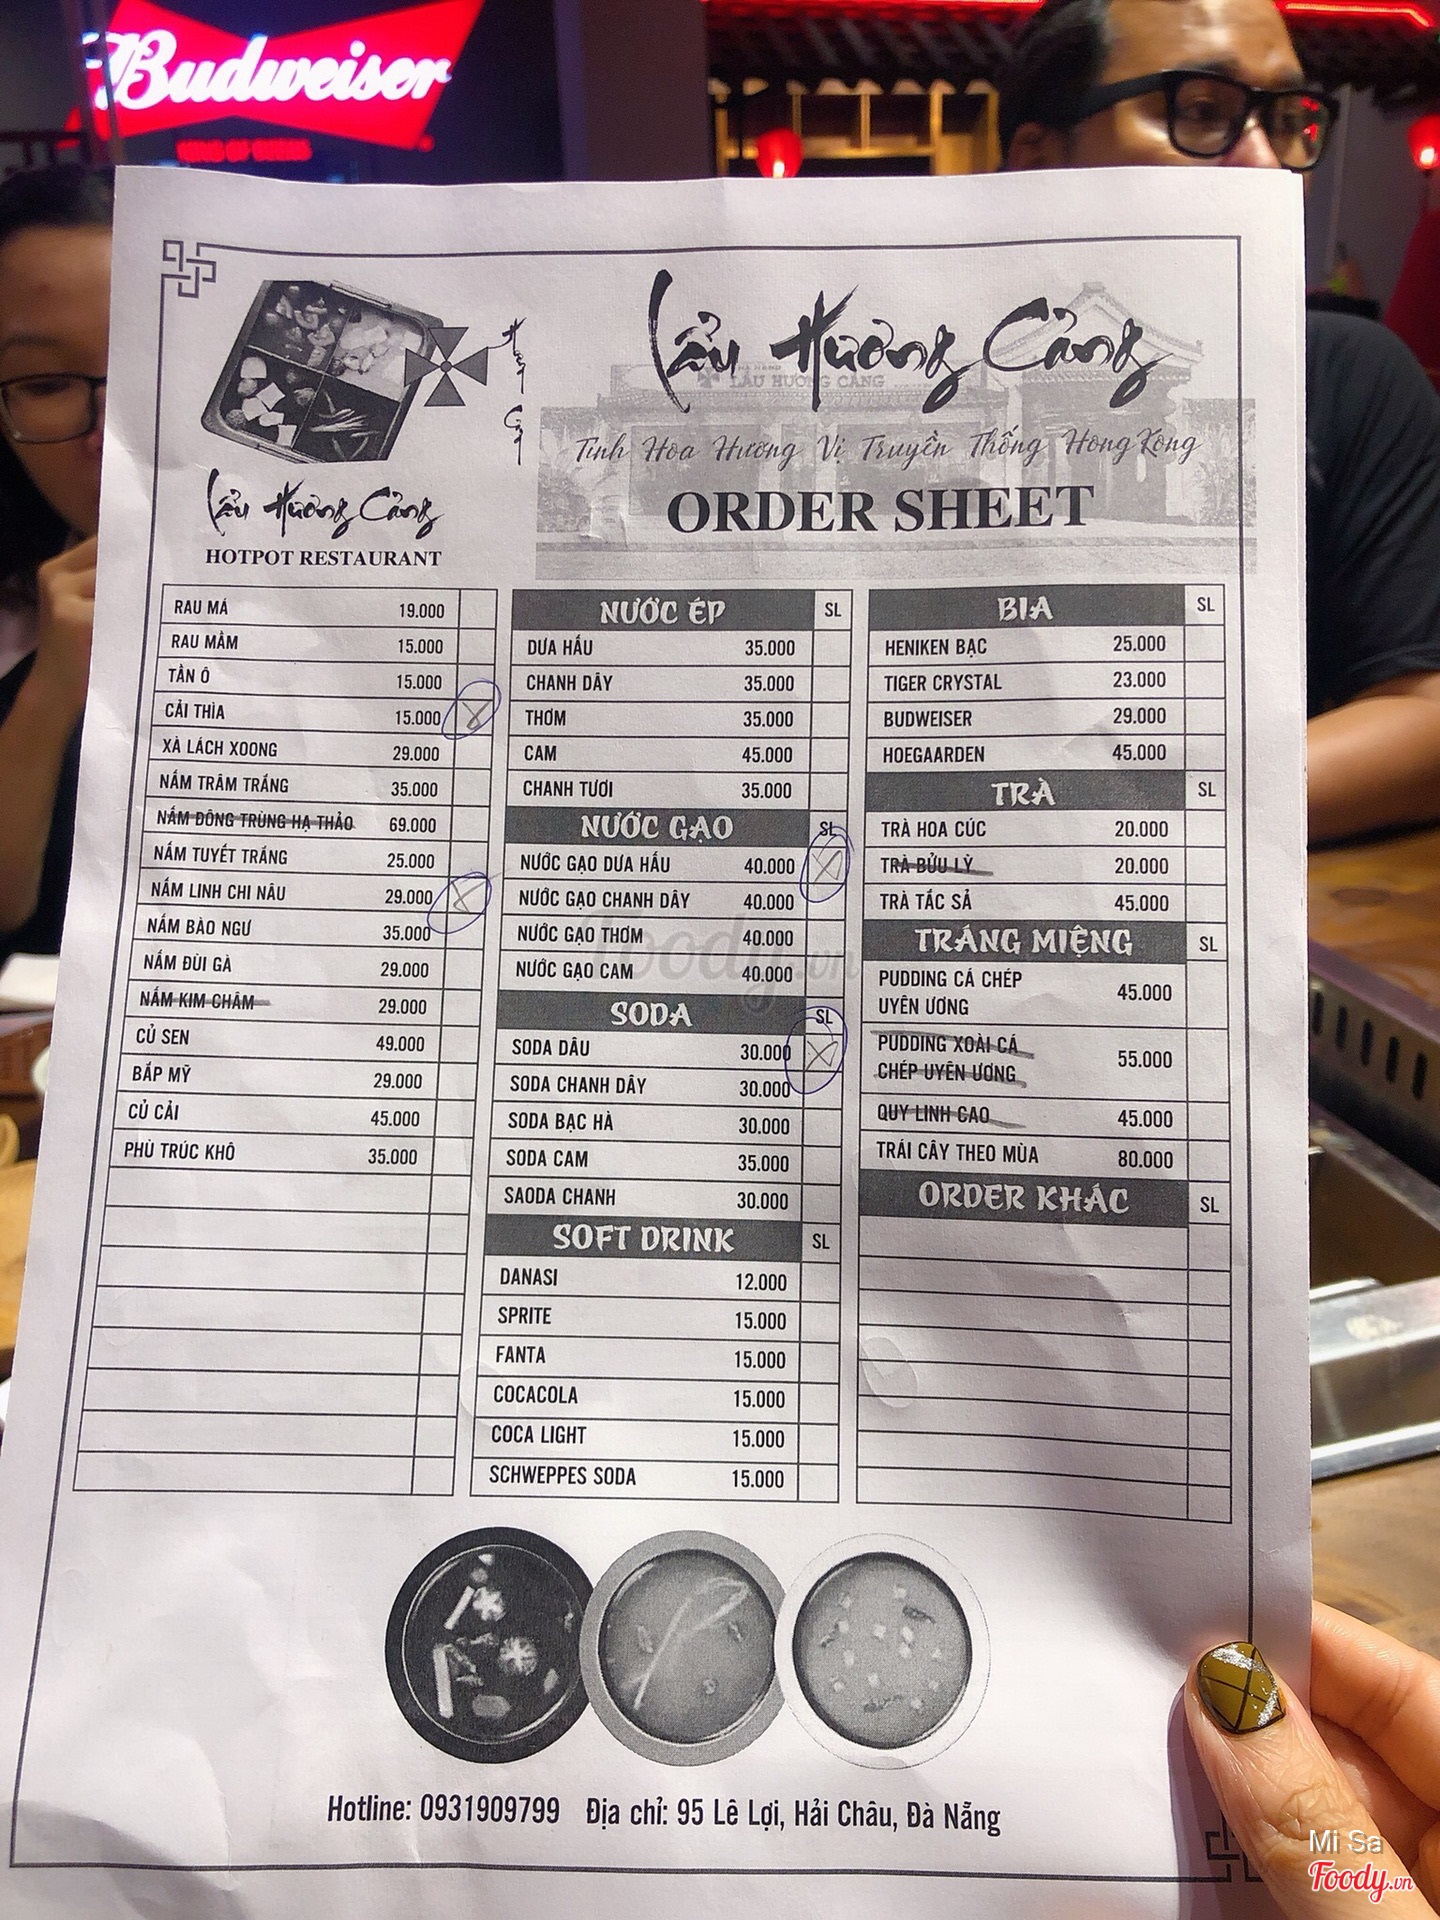 Budweiser
KING OF BEERS
Lẩu Hương Cảng
HOTPOT RESTAURANT
Lẩu Hương Cảng
LẨU HƯƠNG CẢNG
Tinh Hoa Hương Vị Truyền Thống HongKong
ORDER SHEET
RAU MÁ 19.000
RAU MẦM 15.000
TẦN Ô 15.000
CẢI THÌA 15.000
XÀ LÁCH XOONG 29.000
NẤM TRÂM TRẮNG 35.000
NẤM ĐÔNG TRÙNG HẠ THẢO 69.000
NẤM TUYẾT TRẮNG 25.000
NẤM LINH CHI NÂU 29.000
NẤM BÀO NGƯ 35.000
NẤM ĐÙI GÀ 29.000
NẤM KIM CHÂM 29.000
CỦ SEN 49.000
BẮP MỸ 29.000
CỦ CẢI 45.000
PHÙ TRÚC KHÔ 35.000
NƯỚC ÉP SL
DƯA HẤU 35.000
CHANH DÂY 35.000
THƠM 35.000
CAM 45.000
CHANH TƯƠI 35.000
NƯỚC GẠO SL
NƯỚC GẠO DƯA HẤU 40.000
NƯỚC GẠO CHANH DÂY 40.000
NƯỚC GẠO THƠM 40.000
NƯỚC GẠO CAM 40.000
SODA SL
SODA DÂU 30.000
SODA CHANH DÂY 30.000
SODA BẠC HÀ 30.000
SODA CAM 35.000
SAODA CHANH 30.000
SOFT DRINK SL
DANASI 12.000
SPRITE 15.000
FANTA 15.000
COCACOLA 15.000
COCA LIGHT 15.000
SCHWEPPES SODA 15.000
BIA SL
HENIKEN BẠC 25.000
TIGER CRYSTAL 23.000
BUDWEISER 29.000
HOEGAARDEN 45.000
TRÀ SL
TRÀ HOA CÚC 20.000
TRÀ BỬU LỲ 20.000
TRÀ TẮC SẢ 45.000
TRÁNG MIỆNG SL
PUDDING CÁ CHÉP
UYÊN ƯƠNG 45.000
PUDDING XOÀI CÁ
CHÉP UYÊN ƯƠNG 55.000
QUY LINH CAO 45.000
TRÁI CÂY THEO MÙA 80.000
ORDER KHÁC SL
Foody.vn
Hotline: 0931909799 Địa chỉ: 95 Lê Lợi, Hải Châu, Đà Nẵng
Mi Sa
Foody.vn